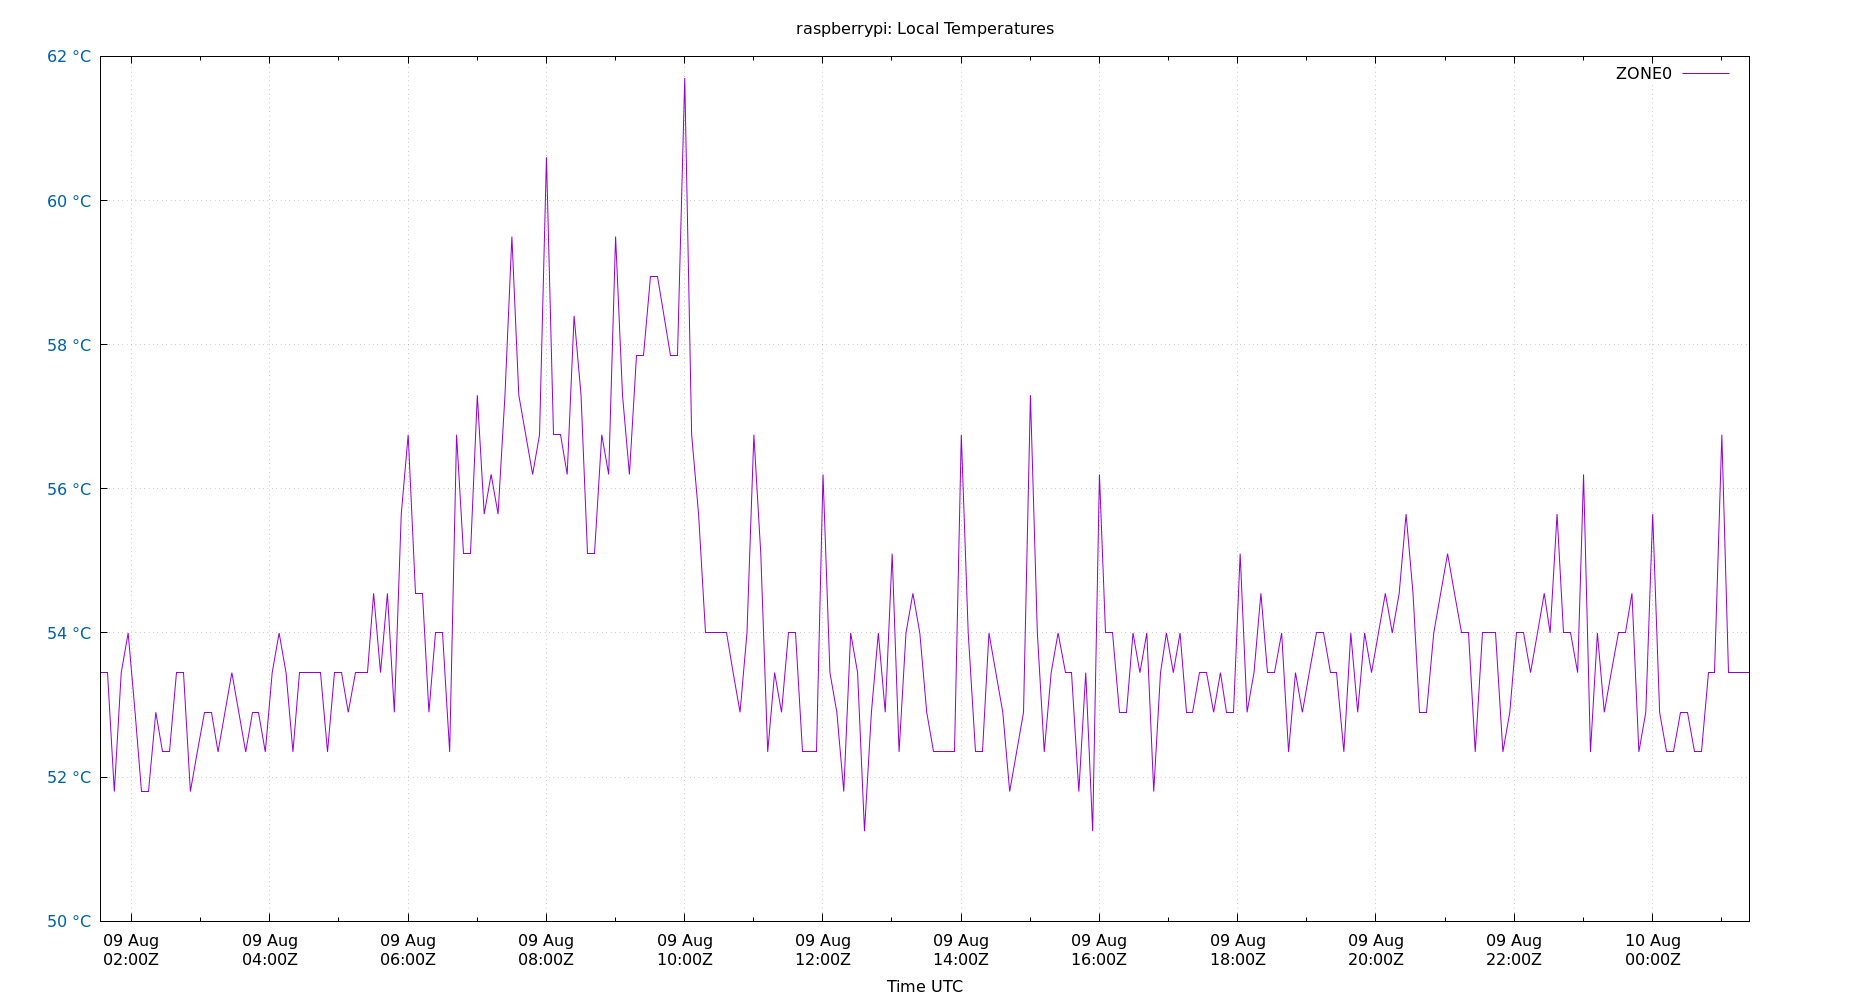 raspberrypi: Local Temperatures
ZONE0
62 °C
60 °C
58 °C
56 °C
54 °C
52 °C
50 °C
09 Aug 09 Aug 09 Aug 09 Aug 09 Aug 09 Aug 09 Aug 09 Aug 09 Aug 09 Aug 09 Aug 10 Aug
02:00Z 04:00Z 06:00Z 08:00Z 10:00Z 12:00Z 14:00Z 16:00Z 18:00Z 20:00Z 22:00Z 00:00Z
Time UTC